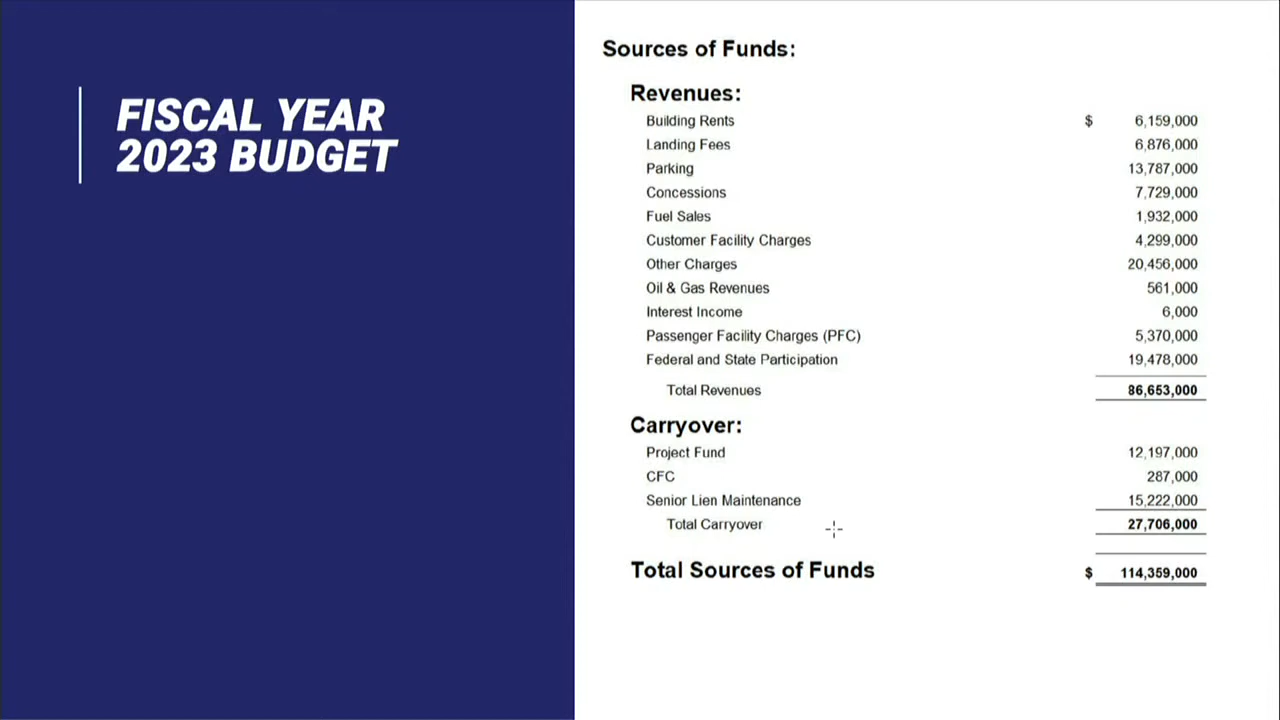 FISCAL YEAR
2023 BUDGET
Sources of Funds:
Revenues:
Building Rents $ 6,159,000
Landing Fees 6,876,000
Parking 13,787,000
Concessions 7,729,000
Fuel Sales 1,932,000
Customer Facility Charges 4,299,000
Other Charges 20,456,000
Oil & Gas Revenues 561,000
Interest Income 6,000
Passenger Facility Charges (PFC) 5,370,000
Federal and State Participation 19,478,000
Total Revenues 86,653,000
Carryover:
Project Fund 12,197,000
CFC 287,000
Senior Lien Maintenance 15,222,000
Total Carryover 27,706,000
Total Sources of Funds $ 114,359,000